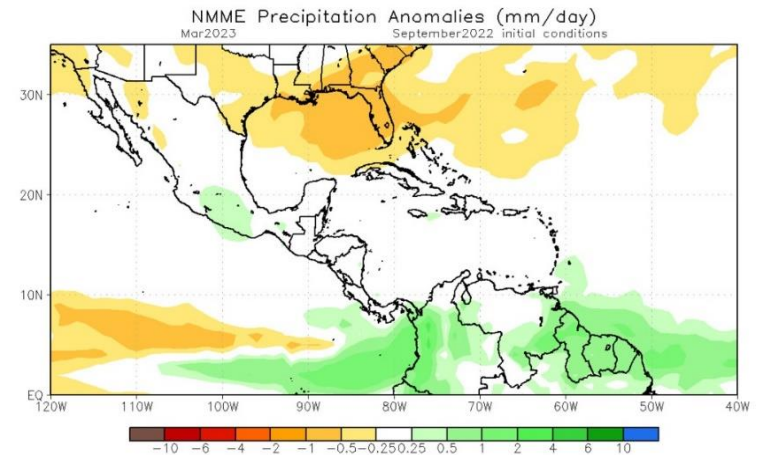 NMME Precipitation Anomalies (mm/day)
Mar2023 September2022 initial conditions
30N
20N
10N
EQ
120W 110W 100W 90W 80W 70W 60W 50W 40W
-10 -6 -4 -2 -1 -0.5-0.250.25 0.5 1 2 4 6 10